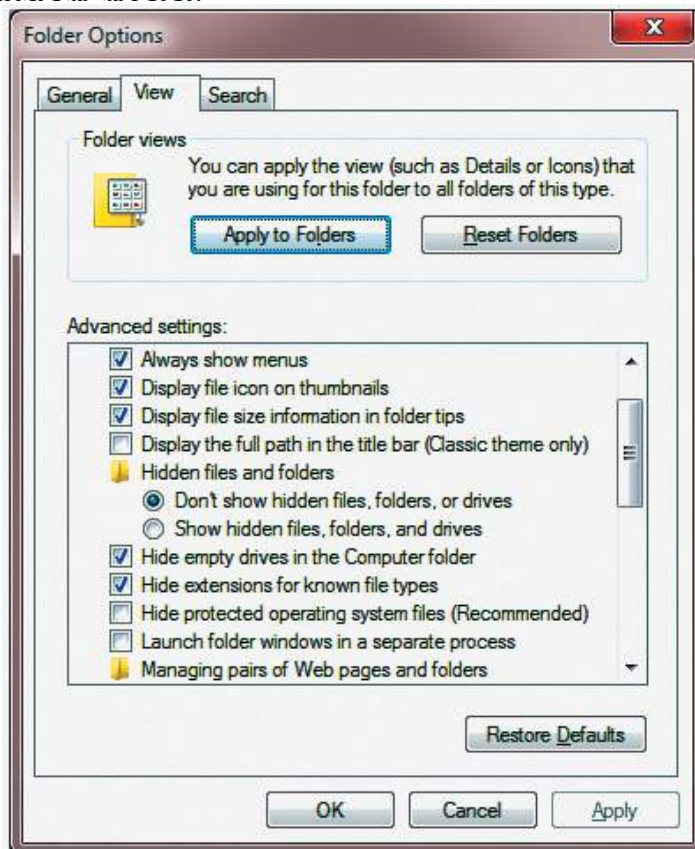 Folder Options
X
General View Search
Folder views
You can apply the view (such as Details or Icons) that
you are using for this folder to all folders of this type.
Apply to Folders Reset Folders
Advanced settings:
Always show menus
Display file icon on thumbnails
Display file size information in folder tips
Display the full path in the title bar (Classic theme only)
Hidden files and folders
Don't show hidden files, folders, or drives
Show hidden files, folders, and drives
Hide empty drives in the Computer folder
Hide extensions for known file types
Hide protected operating system files (Recommended)
Launch folder windows in a separate process
Managing pairs of Web pages and folders
Restore Defaults
OK Cancel Apply